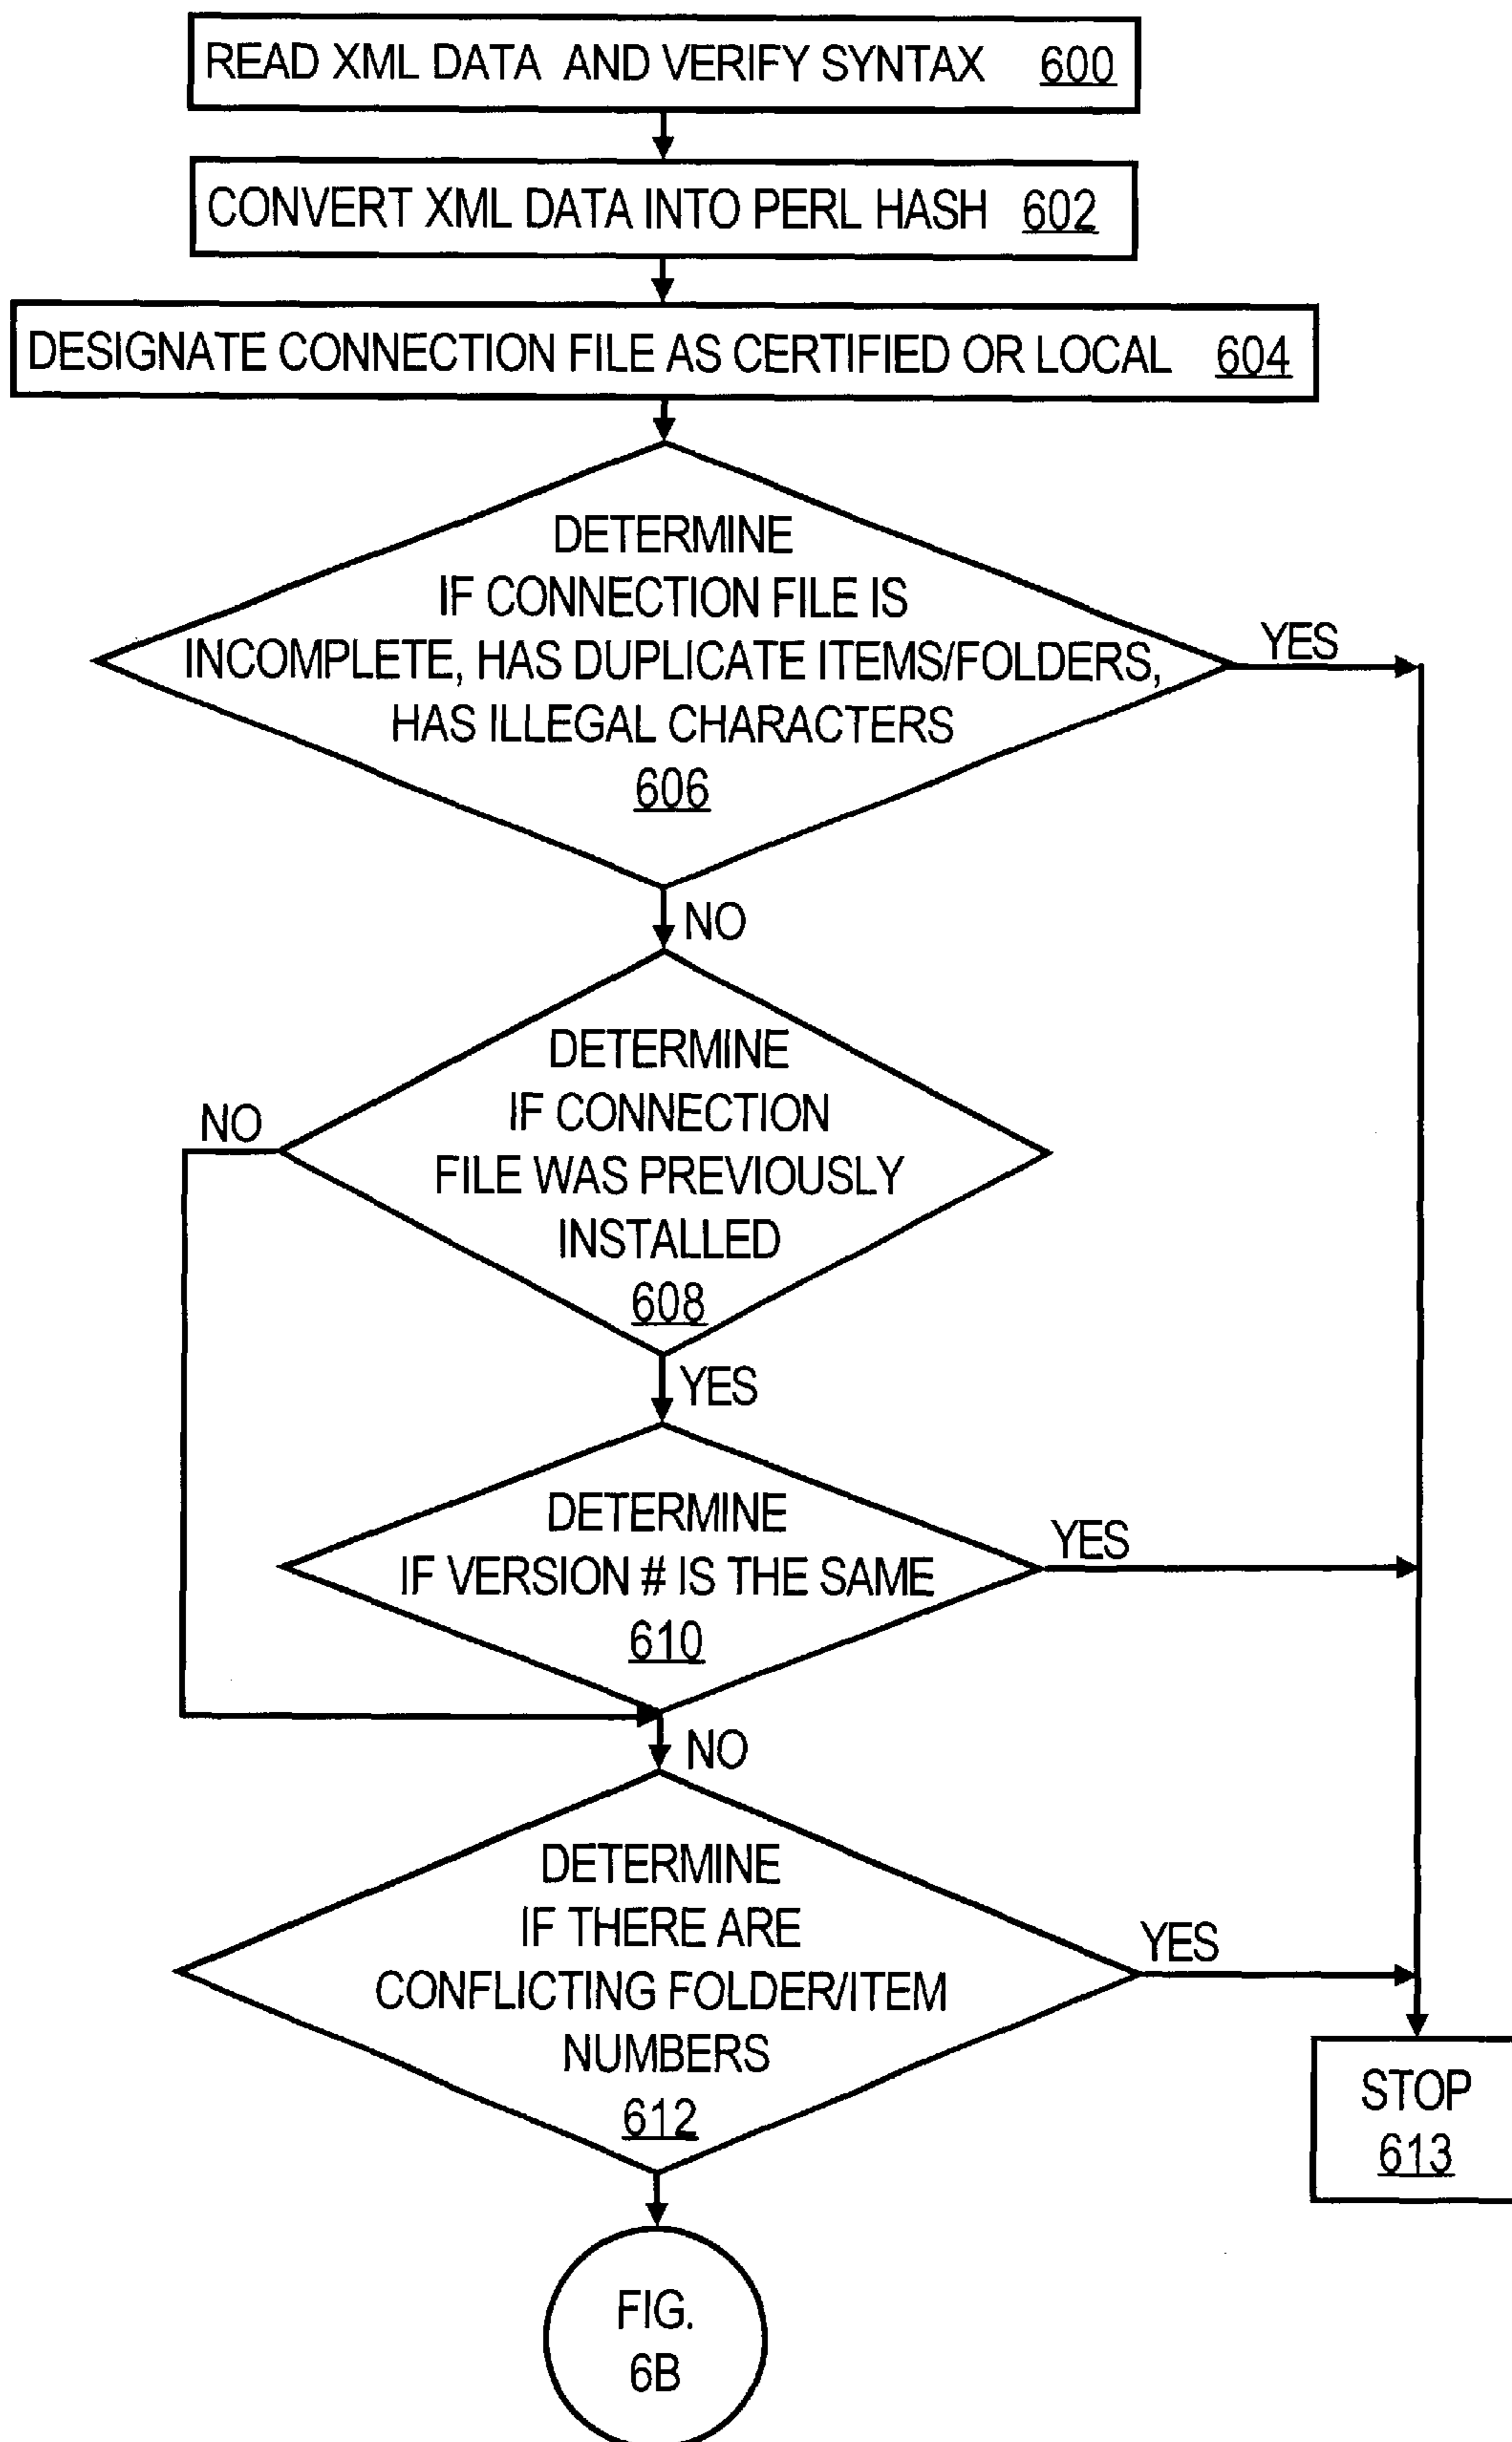 READ XML DATA AND VERIFY SYNTAX 600
CONVERT XML DATA INTO PERL HASH 602
DESIGNATE CONNECTION FILE AS CERTIFIED OR LOCAL 604
DETERMINE
IF CONNECTION FILE IS
INCOMPLETE, HAS DUPLICATE ITEMS/FOLDERS,
HAS ILLEGAL CHARACTERS
606
YES
NO
DETERMINE
IF CONNECTION
FILE WAS PREVIOUSLY
INSTALLED
608
NO
YES
DETERMINE
IF VERSION # IS THE SAME
610
YES
NO
DETERMINE
IF THERE ARE
CONFLICTING FOLDER/ITEM
NUMBERS
612
YES
STOP
613
FIG.
6B